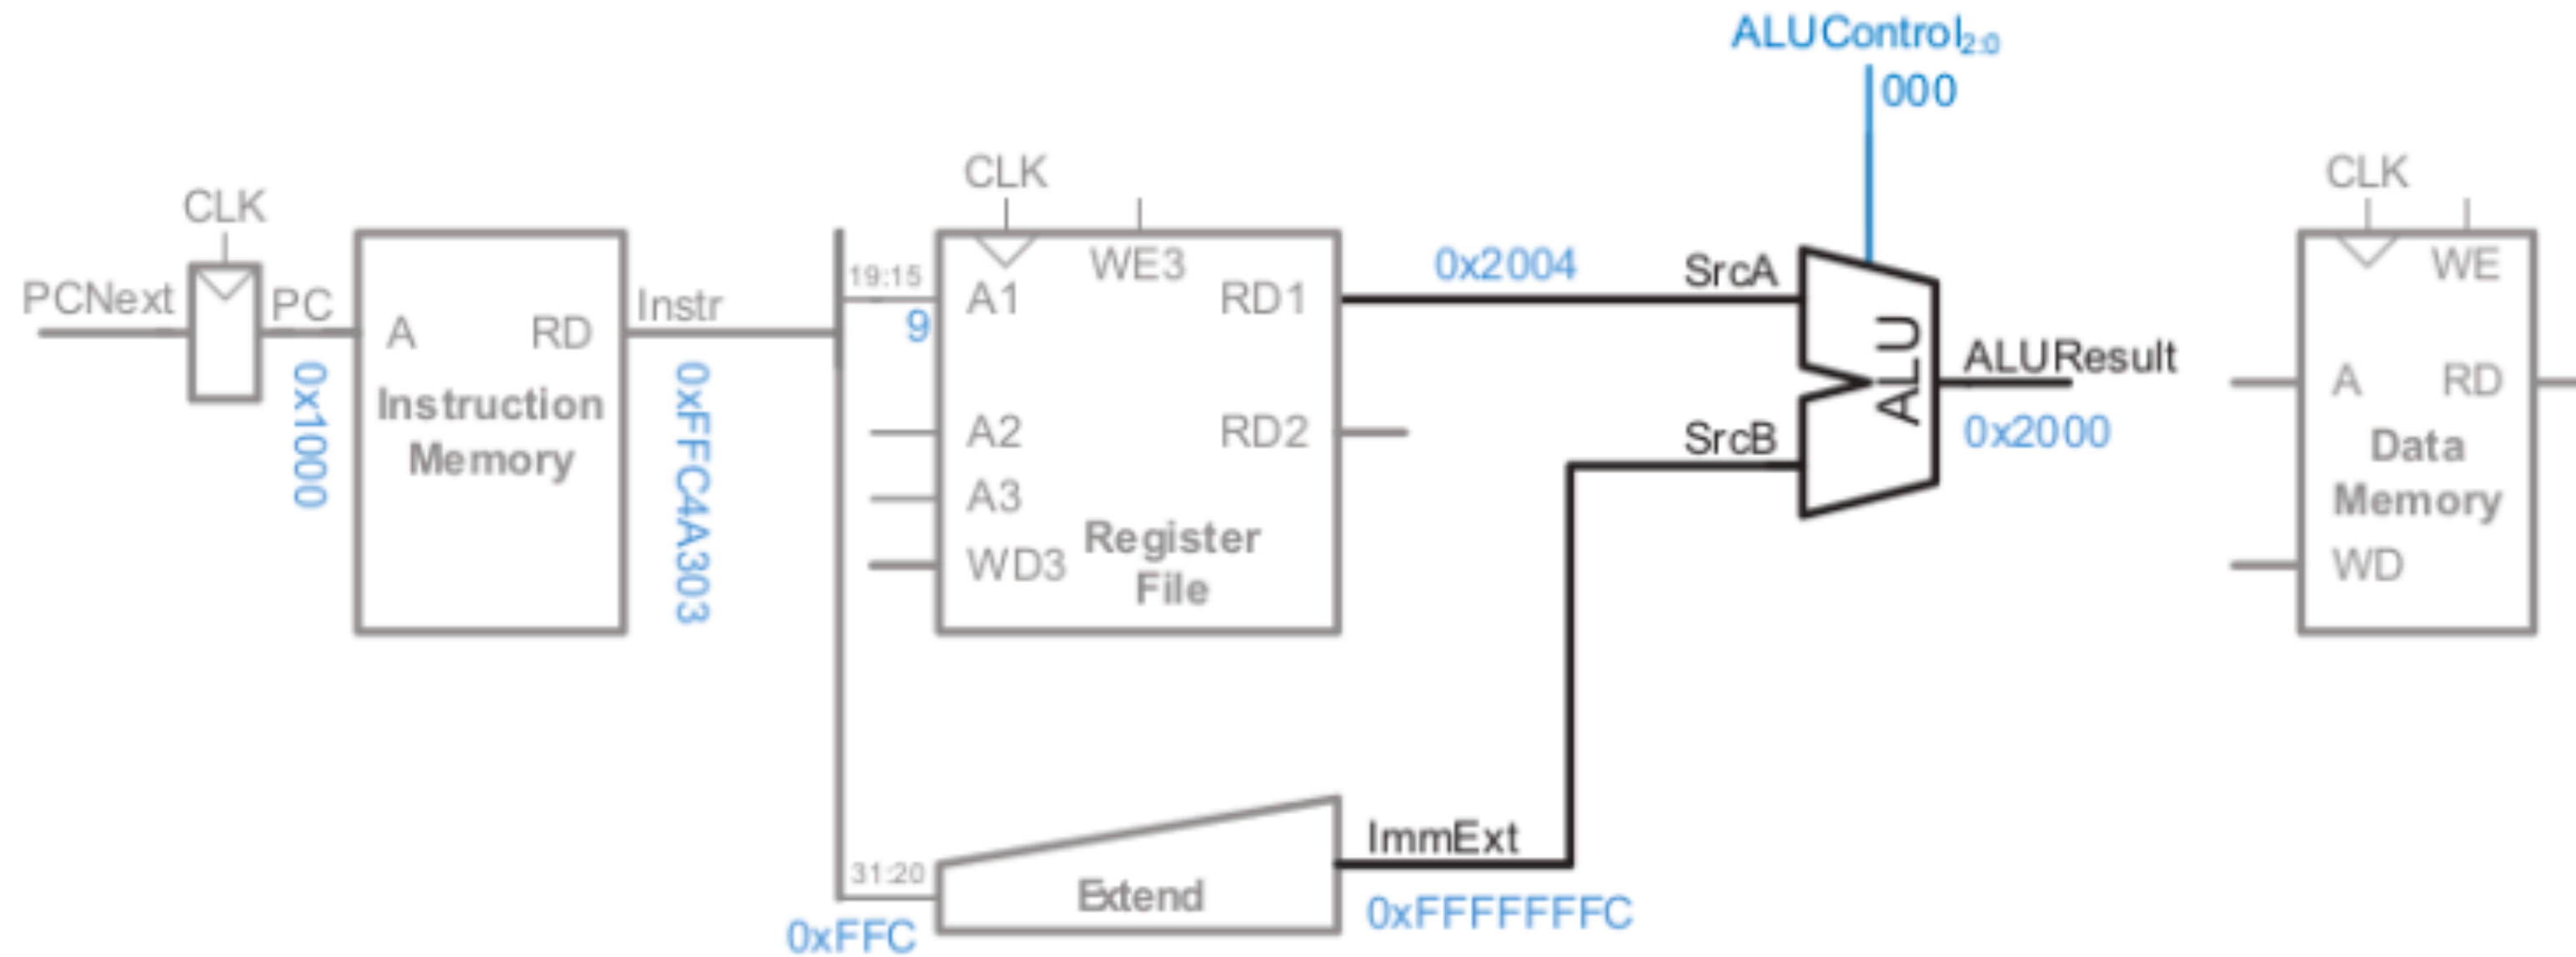 ALUControl2:0
000
CLK
CLK
CLK
PCNext
PC
A
RD
Instruction
Memory
0x1000
Instr
0xFFC4A303
19:15
9
A1
WE3
RD1
A2
RD2
A3
WD3
Register
File
0x2004
SrcA
SrcB
ALU
ALUResult
0x2000
WE
A
RD
Data
Memory
WD
31:20
0xFFC
Extend
ImmExt
0xFFFFFFFC